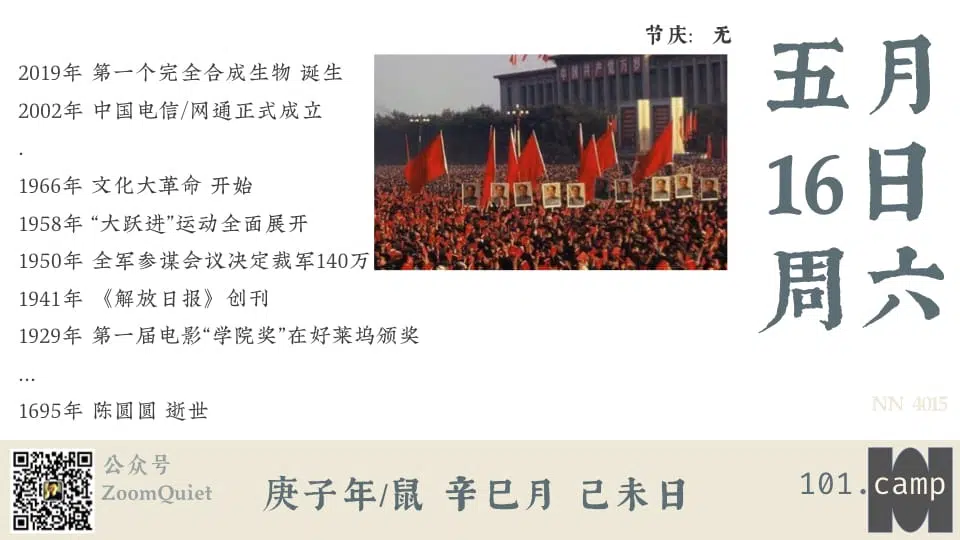 节庆: 无
2019年 第一个完全合成生物 诞生
2002年 中国电信/网通正式成立
.
1966年 文化大革命 开始
1958年 “大跃进”运动全面展开
1950年 全军参谋会议决定裁军140万
1941年 《解放日报》创刊
1929年 第一届电影“学院奖”在好莱坞颁奖
...
1695年 陈圆圆 逝世
中国共产党万岁
五月
16日
周六
NN 4015
公众号
ZoomQuiet
庚子年/鼠 辛巳月 己未日
101.camp